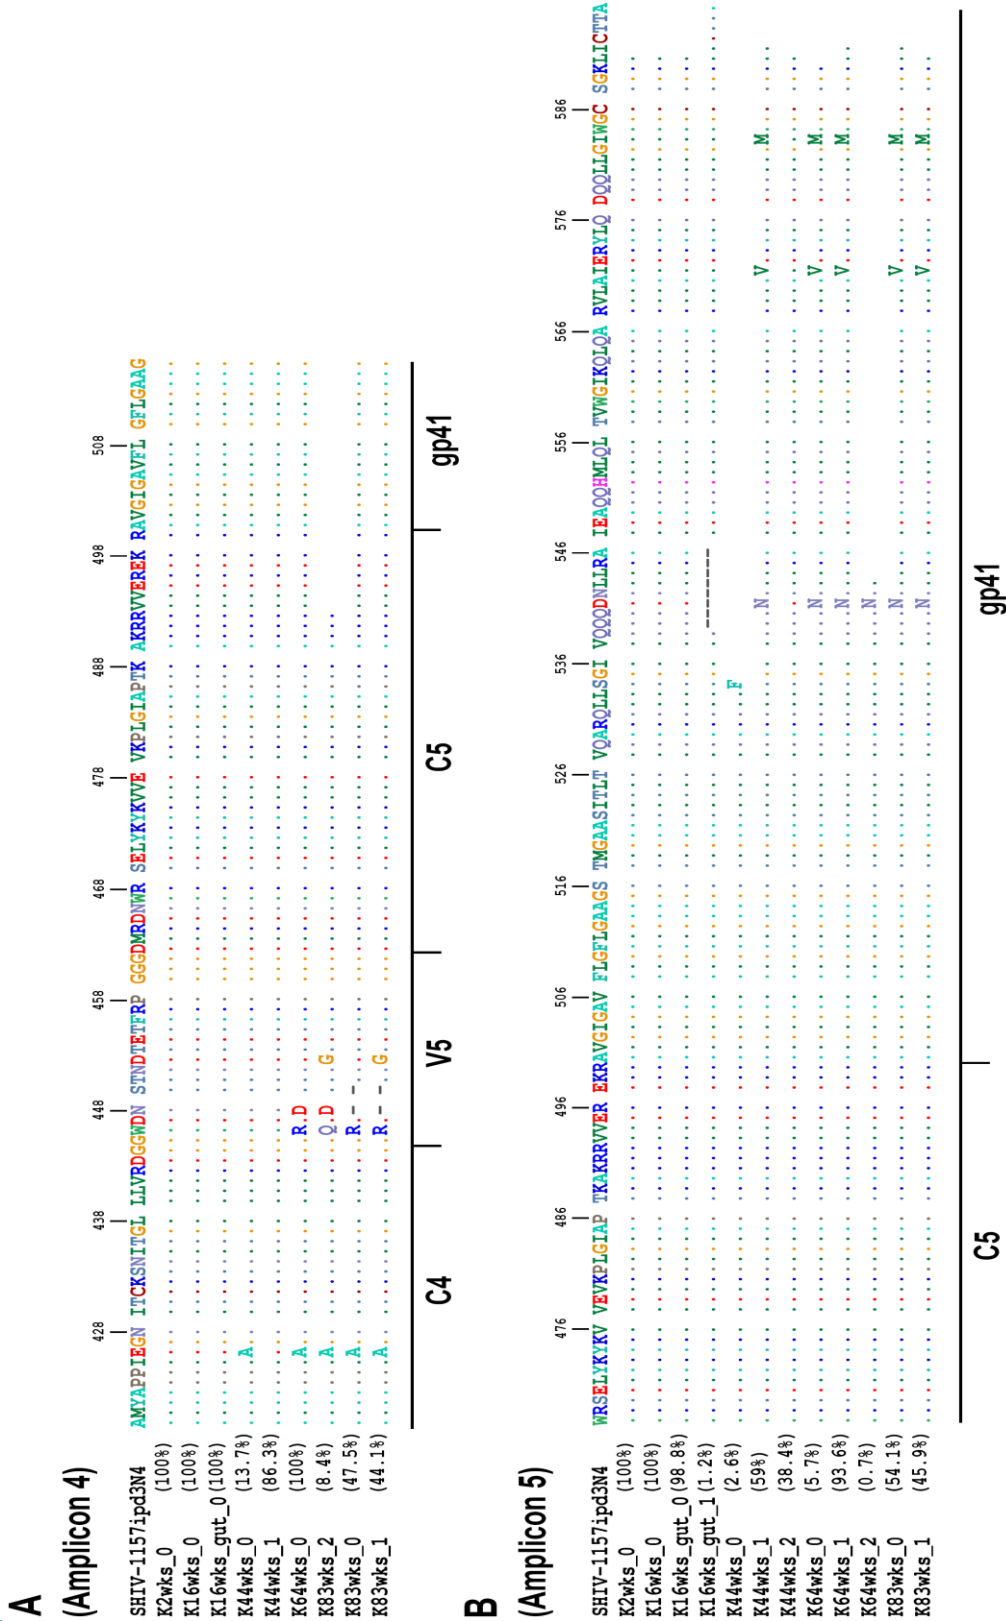 A
(Amplicon 4)
428 438 448 458 468 478 488 498 508
SHIV-1157ipd3N4 AMYAPPIEGN ITCKSNITGL LLVRDGGWDN STNDTETFRP GGGDMRDNWR SELYKYKVVE VKPLGIAPTK AKRRVVEREK RAVGIGAVFL GFLGAAG
K2wks_0 (100%)
K16wks_0 (100%)
K16wks_gut_0 (100%)
K44wks_0 (13.7%) A
K44wks_1 (86.3%)
K64wks_0 (100%) A R.D
K83wks_2 (8.4%) A Q.D G
K83wks_0 (47.5%) A R.--
K83wks_1 (44.1%) A R.-- G
C4 V5 C5 gp41
B
(Amplicon 5)
476 486 496 506 516 526 536 546 556 566 576 586
SHIV-1157ipd3N4 WRSELYKYKV VEVKPLGIAP TKAKRRVVER EKRAVGIGAV FLGFLGAAGS TMGAASITLT VQARQLLSGI VQQQDNLLRA IEAQQHMLQL TVWGIKQLQA RVLAIERYLQ DQQLLGIWGC SGKLICTTA
K2wks_0 (100%)
K16wks_0 (100%)
K16wks_gut_0 (98.8%)
K16wks_gut_1 (1.2%) --------
K44wks_0 (2.6%) F
K44wks_1 (59%) N V M
K44wks_2 (38.4%)
K64wks_0 (5.7%) N V M
K64wks_1 (93.6%) N V M
K64wks_2 (0.7%) N
K83wks_0 (54.1%) N V M
K83wks_1 (45.9%) N V M
C5 gp41